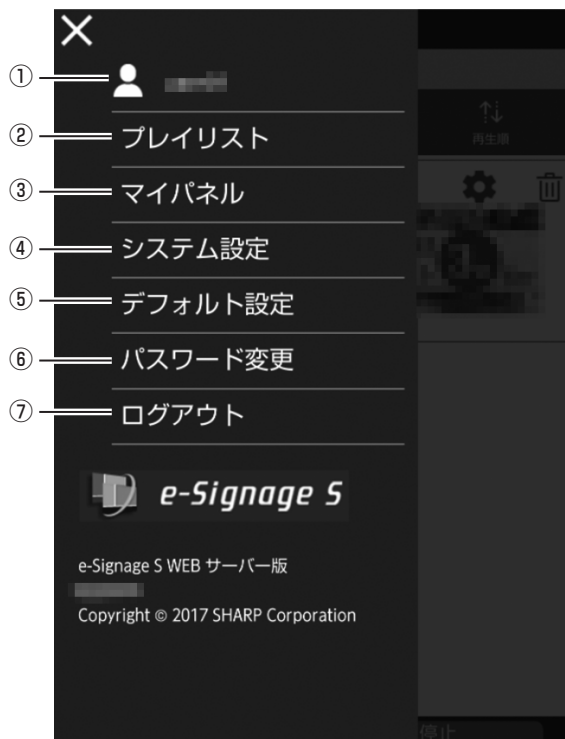 ①
② プレイリスト
再生順
③ マイパネル
④ システム設定
⑤ デフォルト設定
⑥ パスワード変更
⑦ ログアウト
e-Signage S
e-Signage S WEB サーバー版
Copyright © 2017 SHARP Corporation
停止